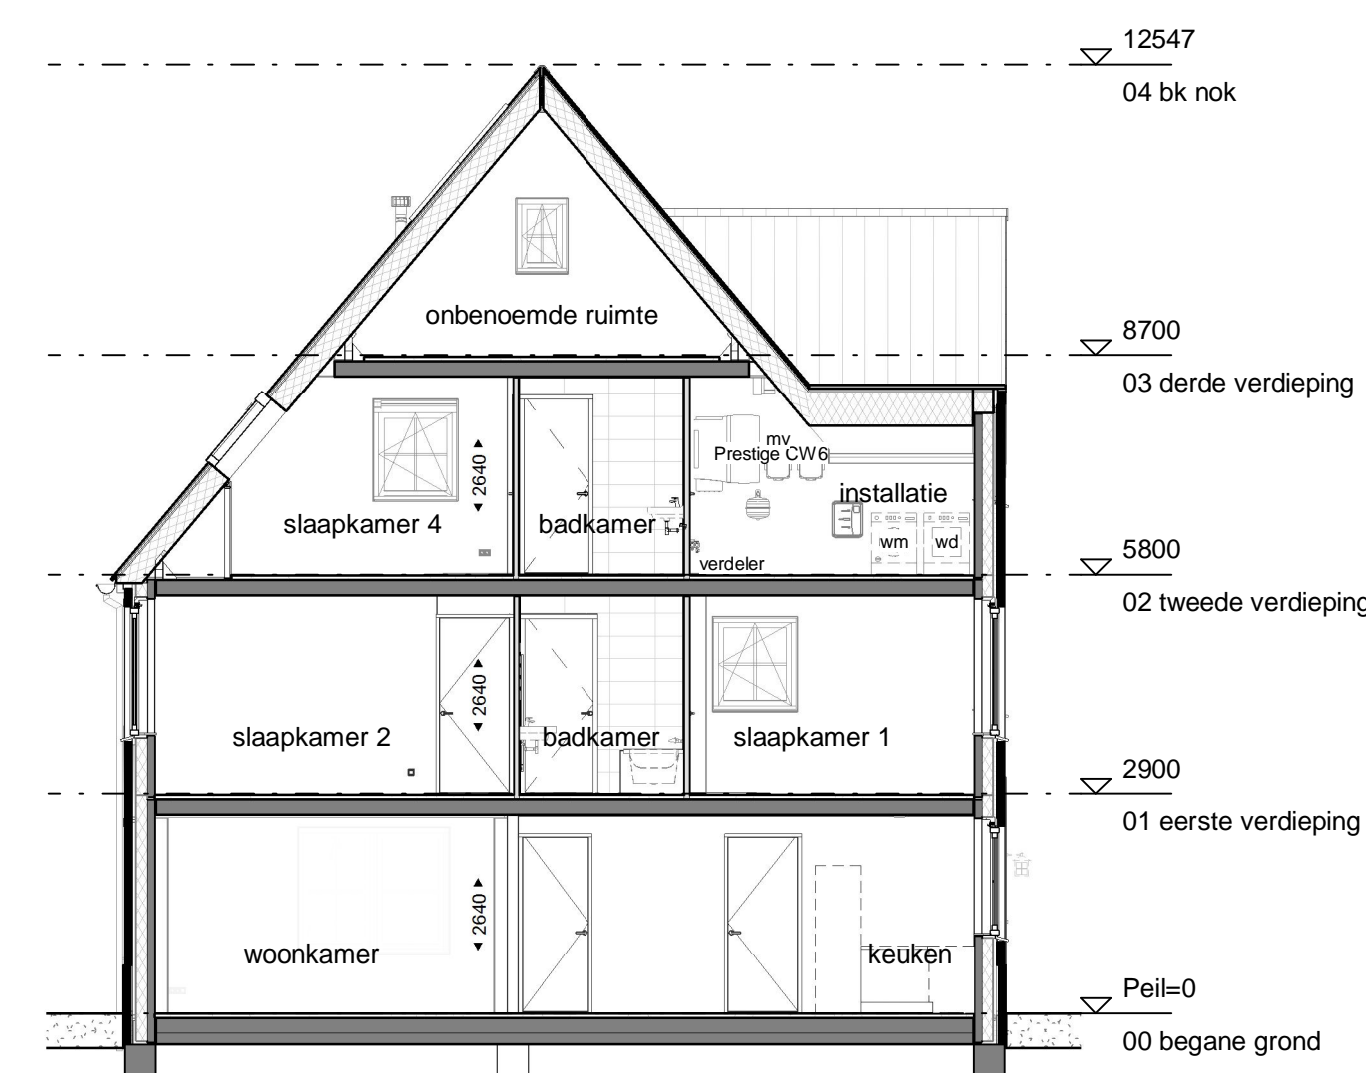 12547
04 bk nok
onbenoemde ruimte
8700
03 derde verdieping
mv
Prestige CW6
2640
installatie
slaapkamer 4
badkamer
wm
wd
verdeler
5800
02 tweede verdieping
2640
slaapkamer 2
badkamer
slaapkamer 1
2900
01 eerste verdieping
2640
woonkamer
keuken
Peil=0
00 begane grond